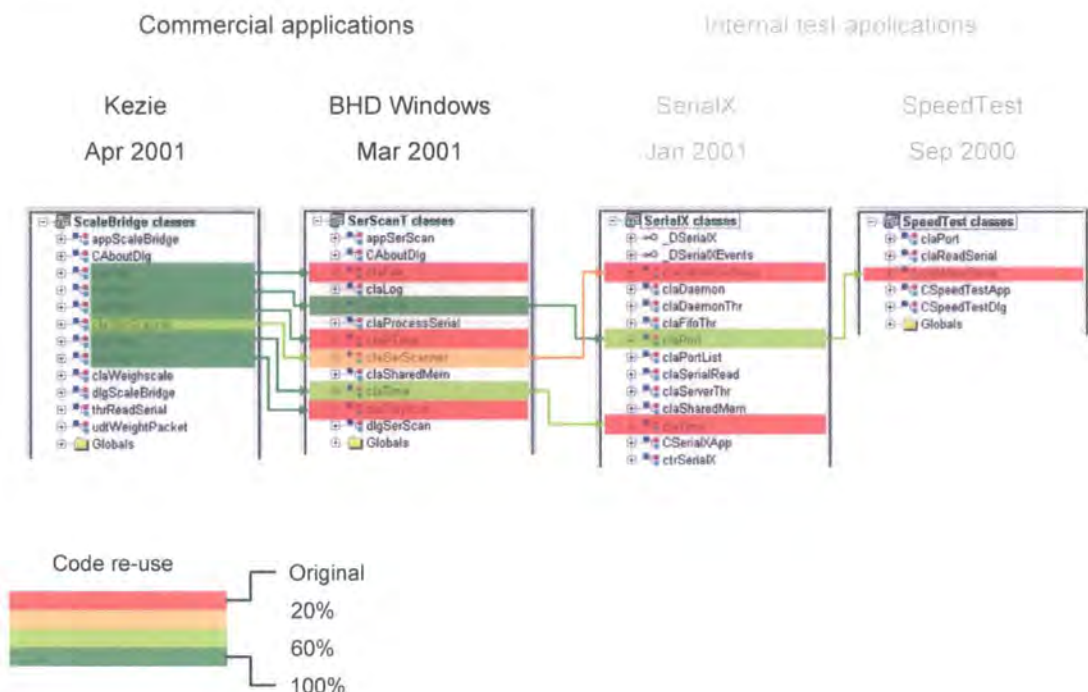 Commercial applications
Internal test applications
Kezie
BHD Windows
SerialX
SpeedTest
Apr 2001
Mar 2001
Jan 2001
Sep 2000
ScaleBridge classes
appScaleBridge
CAboutDlg
claWeighscale
dlgScaleBridge
thrReadSerial
udtWeightPacket
Globals
SerScanT classes
appSerScan
CAboutDlg
claLog
claProcessSerial
claSerScanner
claSharedMem
claTime
dlgSerScan
Globals
SerialX classes
_DSerialX
_DSerialXEvents
claDaemon
claDaemonThr
claFifoThr
claPort
claPortList
claSerialRead
claServerThr
claSharedMem
claTime
CSerialXApp
ctrSerialX
SpeedTest classes
claPort
claReadSerial
CSpeedTestApp
CSpeedTestDlg
Globals
Code re-use
Original
20%
60%
100%